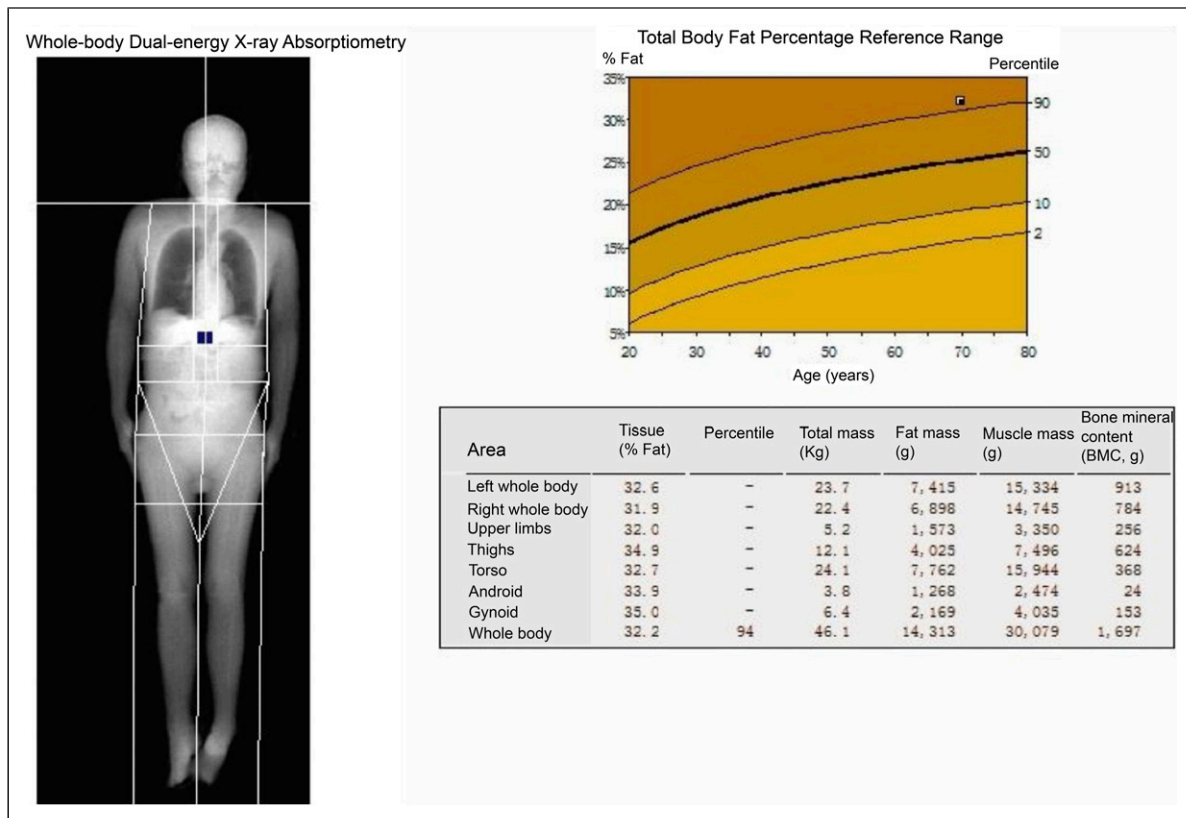 Whole-body Dual-energy X-ray Absorptiometry
Total Body Fat Percentage Reference Range
% Fat
Percentile
35%
30%
25%
20%
15%
10%
5%
90
50
10
2
20 30 40 50 60 70 80
Age (years)
Area Tissue (% Fat) Percentile Total mass (Kg) Fat mass (g) Muscle mass (g) Bone mineral content (BMC, g)
Left whole body 32.6 - 23.7 7,415 15,334 913
Right whole body 31.9 - 22.4 6,898 14,745 784
Upper limbs 32.0 - 5.2 1,573 3,350 256
Thighs 34.9 - 12.1 4,025 7,496 624
Torso 32.7 - 24.1 7,762 15,944 368
Android 33.9 - 3.8 1,268 2,474 24
Gynoid 35.0 - 6.4 2,169 4,035 153
Whole body 32.2 94 46.1 14,313 30,079 1,697